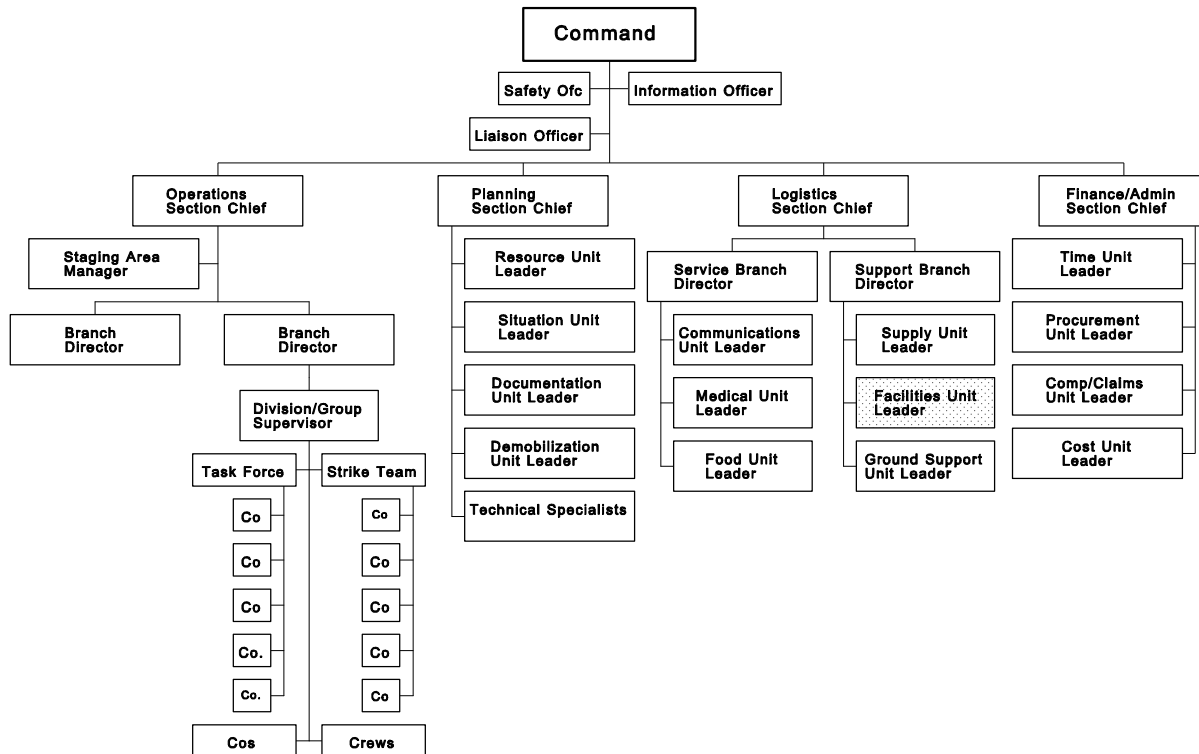 Command
Safety Ofc
Information Officer
Liaison Officer
Operations
Section Chief
Planning
Section Chief
Logistics
Section Chief
Finance/Admin
Section Chief
Staging Area
Manager
Branch
Director
Branch
Director
Division/Group
Supervisor
Task Force
Strike Team
Co
Co
Co
Co.
Co.
Co
Co
Co
Co
Co
Cos
Crews
Resource Unit
Leader
Situation Unit
Leader
Documentation
Unit Leader
Demobilization
Unit Leader
Technical Specialists
Service Branch
Director
Communications
Unit Leader
Medical Unit
Leader
Food Unit
Leader
Support Branch
Director
Supply Unit
Leader
Facilities Unit
Leader
Ground Support
Unit Leader
Time Unit
Leader
Procurement
Unit Leader
Comp/Claims
Unit Leader
Cost Unit
Leader